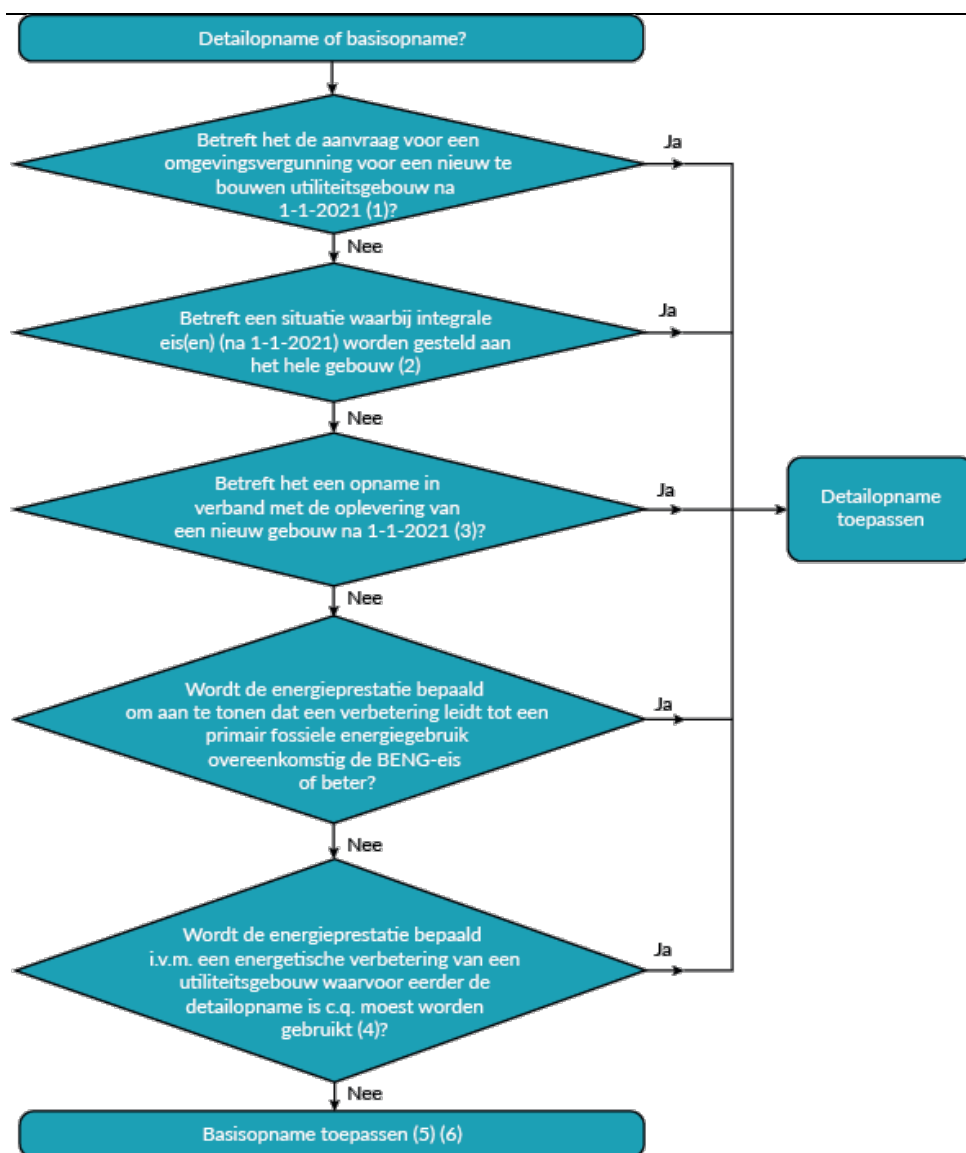 Detailopname of basisopname?
Betreft het de aanvraag voor een
omgevingsvergunning voor een nieuw te
bouwen utiliteitsgebouw na
1-1-2021 (1)?
Ja
Nee
Betreft een situatie waarbij integrale
eis(en) (na 1-1-2021) worden gesteld aan
het hele gebouw (2)
Ja
Nee
Betreft het een opname in
verband met de oplevering van
een nieuw gebouw na 1-1-2021 (3)?
Ja
Detailopname
toepassen
Nee
Wordt de energieprestatie bepaald
om aan te tonen dat een verbetering leidt tot een
primair fossiele energiegebruik
overeenkomstig de BENG-eis
of beter?
Ja
Nee
Wordt de energieprestatie bepaald
i.v.m. een energetische verbetering van een
utiliteitsgebouw waarvoor eerder de
detailopname is c.q. moest worden
gebruikt (4)?
Ja
Nee
Basisopname toepassen (5) (6)